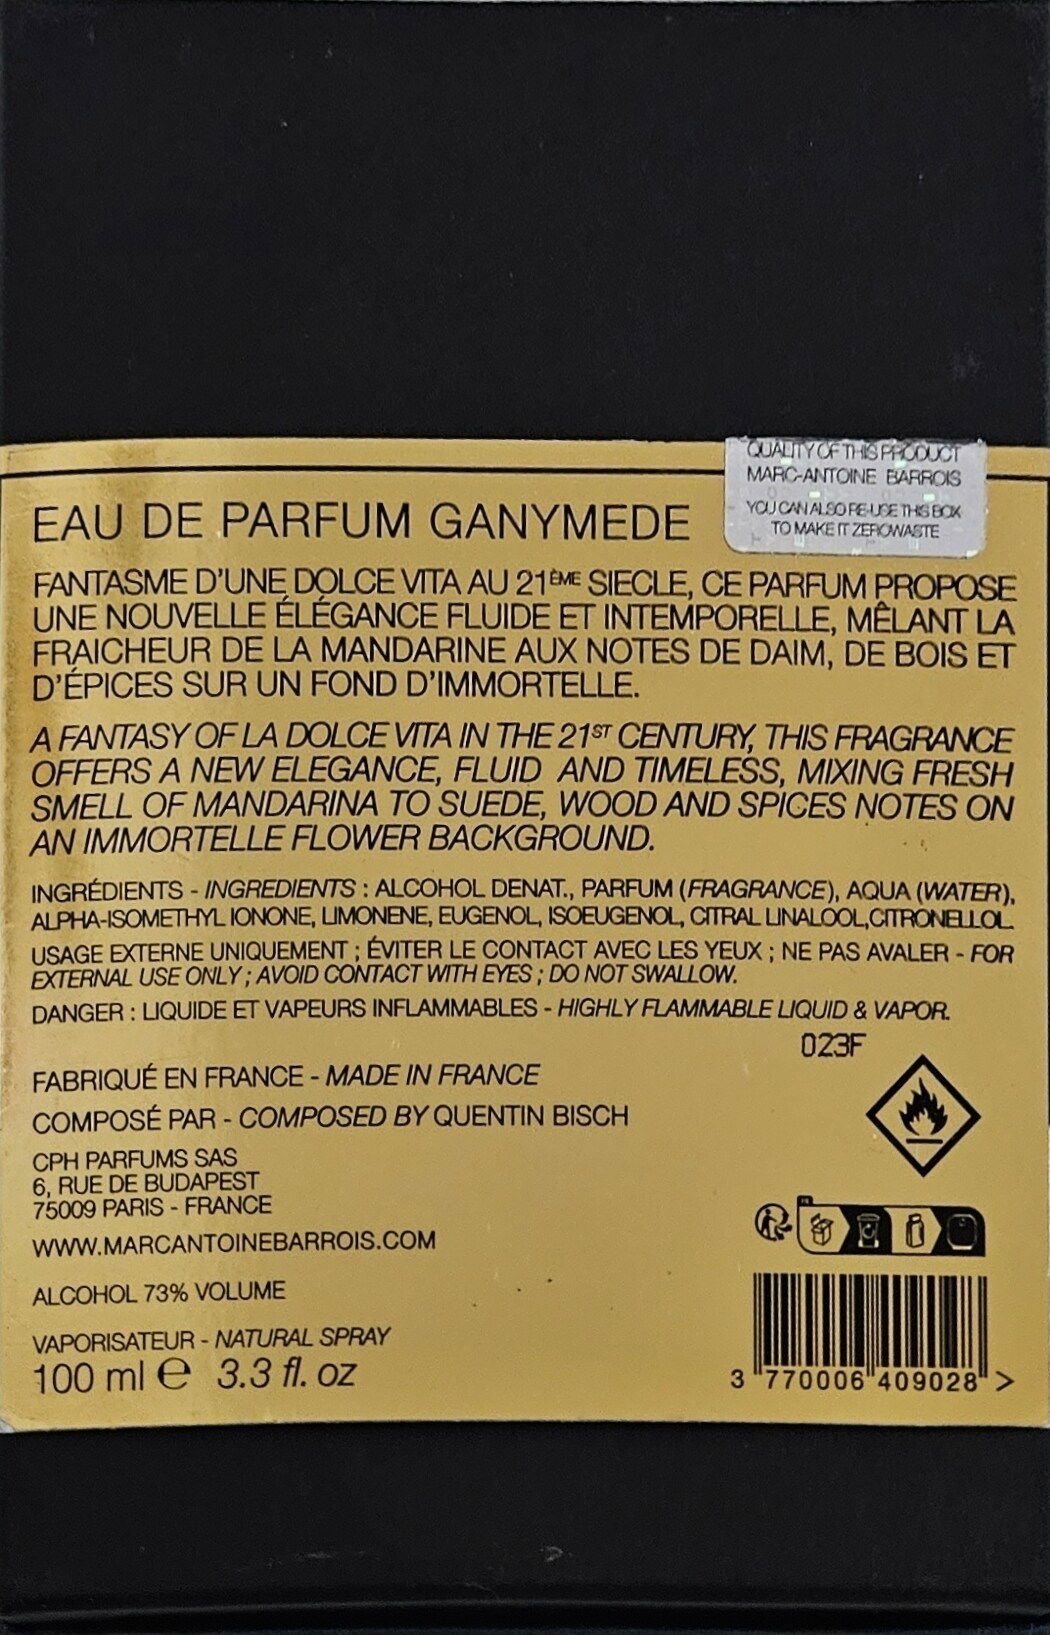 QUALITY OF THIS PRODUCT
MARC-ANTOINE BARROIS
YOU CAN ALSO RE-USE THIS BOX
TO MAKE IT ZEROWASTE
EAU DE PARFUM GANYMEDE
FANTASME D'UNE DOLCE VITA AU 21ÈME SIECLE, CE PARFUM PROPOSE
UNE NOUVELLE ÉLÉGANCE FLUIDE ET INTEMPORELLE, MÊLANT LA
FRAICHEUR DE LA MANDARINE AUX NOTES DE DAIM, DE BOIS ET
D'ÉPICES SUR UN FOND D'IMMORTELLE.
A FANTASY OF LA DOLCE VITA IN THE 21ST CENTURY, THIS FRAGRANCE
OFFERS A NEW ELEGANCE, FLUID AND TIMELESS, MIXING FRESH
SMELL OF MANDARINA TO SUEDE, WOOD AND SPICES NOTES ON
AN IMMORTELLE FLOWER BACKGROUND.
INGRÉDIENTS - INGREDIENTS : ALCOHOL DENAT., PARFUM (FRAGRANCE), AQUA (WATER),
ALPHA-ISOMETHYL IONONE, LIMONENE, EUGENOL, ISOEUGENOL, CITRAL LINALOOL,CITRONELLOL.
USAGE EXTERNE UNIQUEMENT ; ÉVITER LE CONTACT AVEC LES YEUX ; NE PAS AVALER - FOR
EXTERNAL USE ONLY ; AVOID CONTACT WITH EYES ; DO NOT SWALLOW.
DANGER : LIQUIDE ET VAPEURS INFLAMMABLES - HIGHLY FLAMMABLE LIQUID & VAPOR.
023F
FABRIQUÉ EN FRANCE - MADE IN FRANCE
COMPOSÉ PAR - COMPOSED BY QUENTIN BISCH
CPH PARFUMS SAS
6, RUE DE BUDAPEST
75009 PARIS - FRANCE
WWW.MARCANTOINEBARROIS.COM
ALCOHOL 73% VOLUME
VAPORISATEUR - NATURAL SPRAY
100 ml ℮ 3.3 fl. oz
FR
3 770006 409028 >